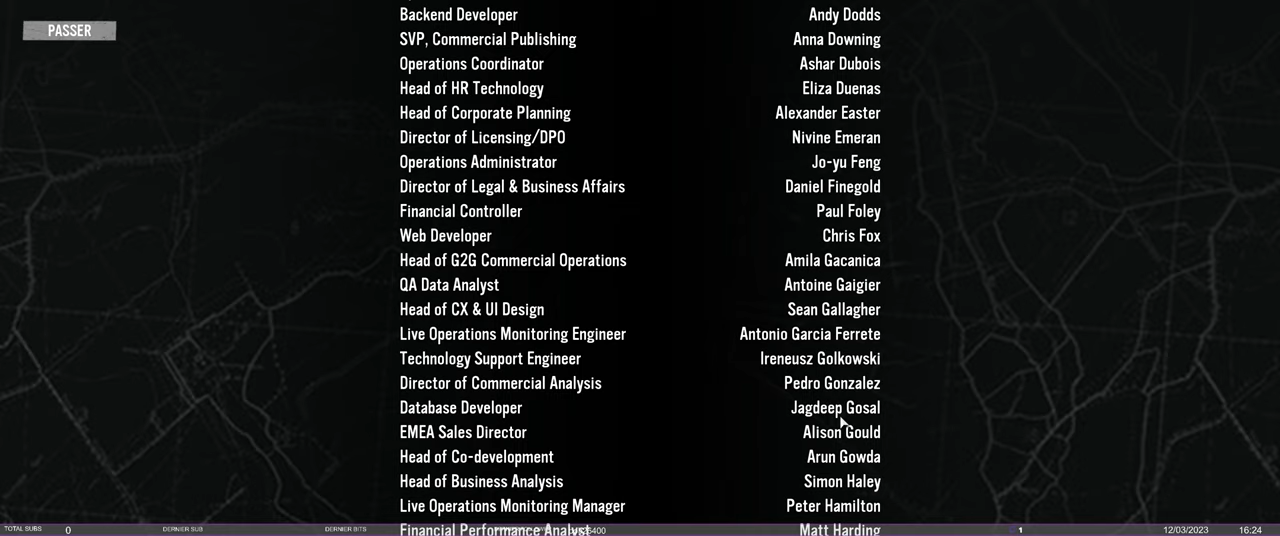 PASSER
Backend Developer Andy Dodds
SVP, Commercial Publishing Anna Downing
Operations Coordinator Ashar Dubois
Head of HR Technology Eliza Duenas
Head of Corporate Planning Alexander Easter
Director of Licensing/DPO Nivine Emeran
Operations Administrator Jo-yu Feng
Director of Legal & Business Affairs Daniel Finegold
Financial Controller Paul Foley
Web Developer Chris Fox
Head of G2G Commercial Operations Amila Gacanica
QA Data Analyst Antoine Gaigier
Head of CX & UI Design Sean Gallagher
Live Operations Monitoring Engineer Antonio Garcia Ferrete
Technology Support Engineer Ireneusz Golkowski
Director of Commercial Analysis Pedro Gonzalez
Database Developer Jagdeep Gosal
EMEA Sales Director Alison Gould
Head of Co-development Arun Gowda
Head of Business Analysis Simon Haley
Live Operations Monitoring Manager Peter Hamilton
Financial Performance Analyst Matt Harding
TOTAL SUBS 0 DERNIER SUB DERNIER BITS 1 12/03/2023 16:24